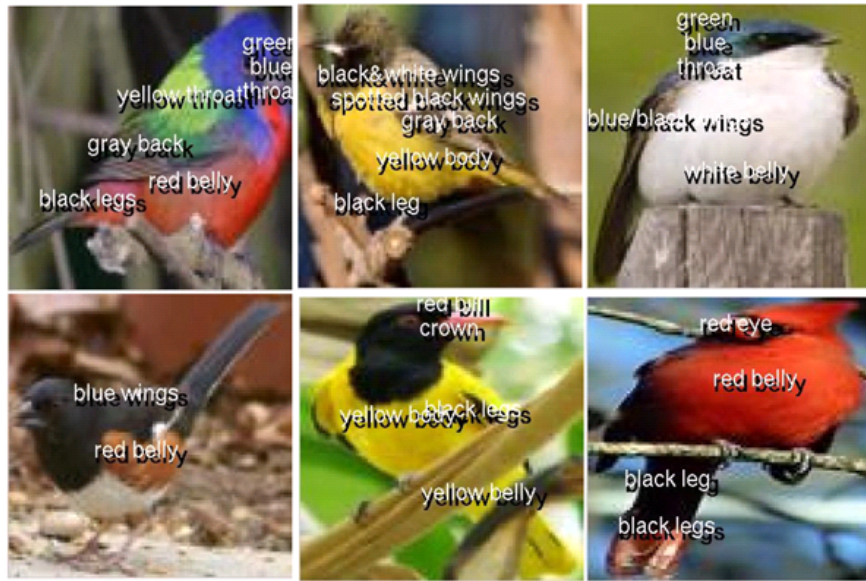 green
blue
throat
yellow throat
gray back
red belly
black legs
black&white wings
spotted black wings
gray back
yellow body
black leg
green
blue
throat
blue/black wings
white belly
blue wings
red belly
red bill
crown
black legs
yellow body
yellow belly
red eye
red belly
black leg
black legs